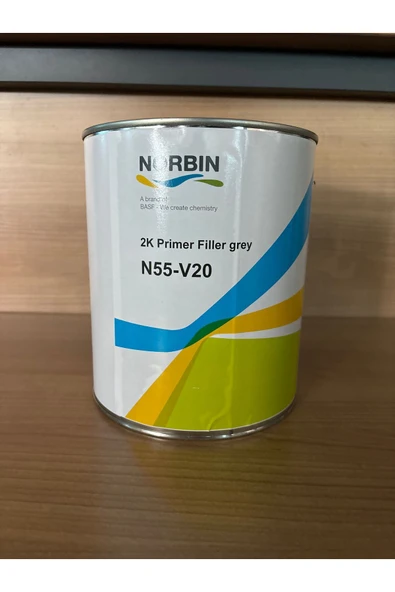 NORBIN
A brand of
BASF - We create chemistry
2K Primer Filler grey
N55-V20